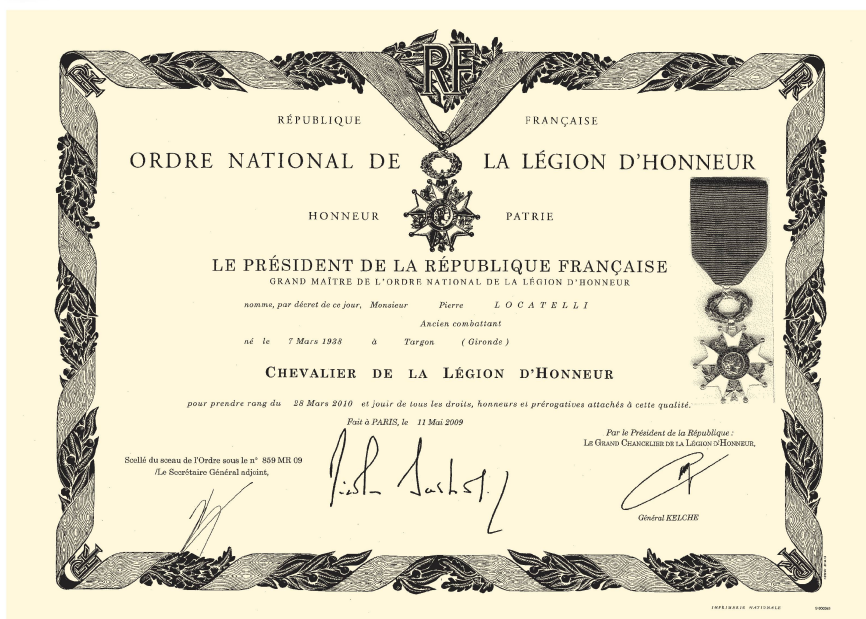 RF
RÉPUBLIQUE FRANÇAISE
ORDRE NATIONAL DE LA LÉGION D'HONNEUR
HONNEUR PATRIE
LE PRÉSIDENT DE LA RÉPUBLIQUE FRANÇAISE
GRAND MAÎTRE DE L'ORDRE NATIONAL DE LA LÉGION D'HONNEUR
nomme, par décret de ce jour, Monsieur Pierre LOCATELLI
Ancien combattant
né le 7 Mars 1938 à Targon (Gironde)
CHEVALIER DE LA LÉGION D'HONNEUR
pour prendre rang du 28 Mars 2010 et jouir de tous les droits, honneurs et prérogatives attachés à cette qualité.
Fait à PARIS, le 11 Mai 2009
Par le Président de la République :
LE GRAND CHANCELIER DE LA LÉGION D'HONNEUR,
Scellé du sceau de l'Ordre sous le n° 859 MR 09
/Le Secrétaire Général adjoint,
Général KELCHE
IMPRIMERIE NATIONALE